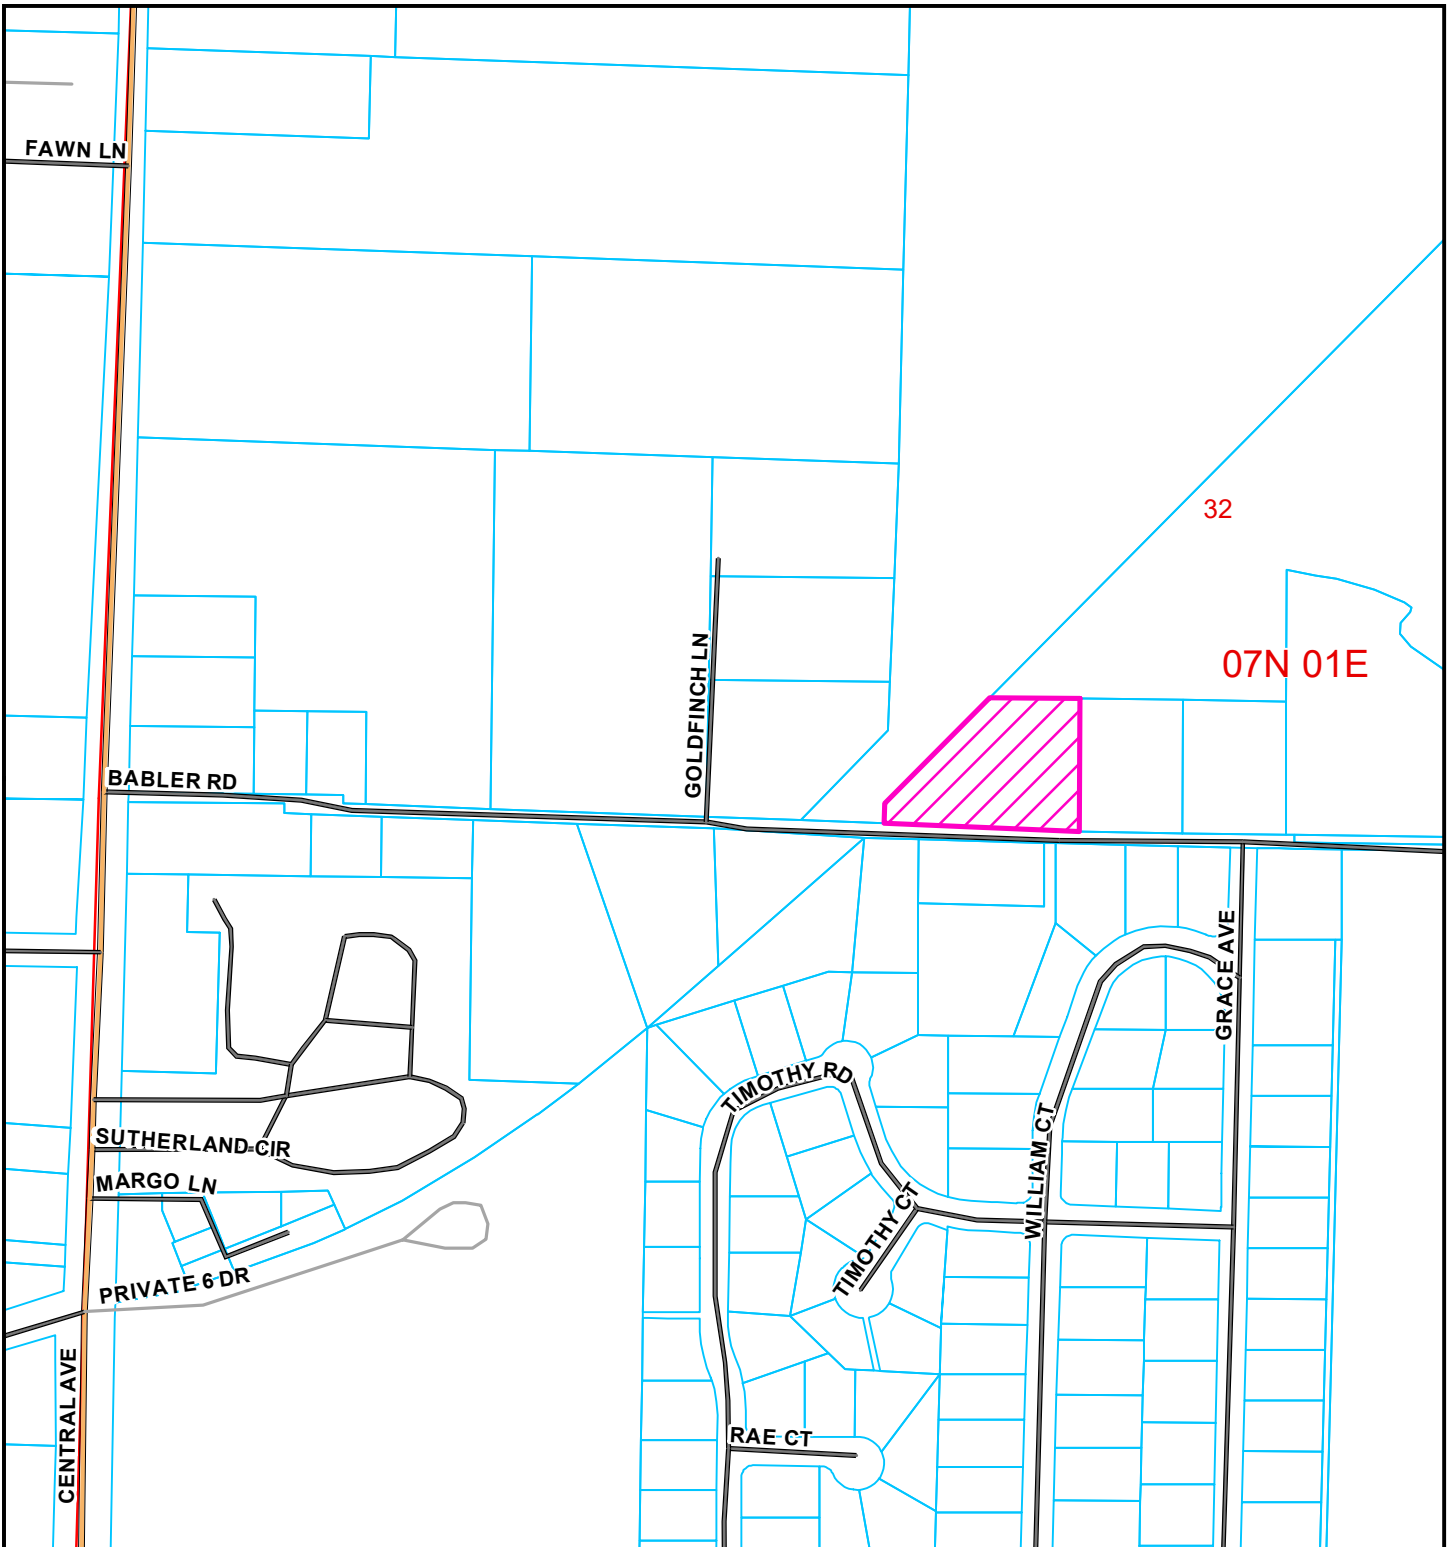 FAWN LN
32
07N 01E
GOLDFINCH LN
BABLER RD
GRACE AVE
TIMOTHY RD
WILLIAM CT
SUTHERLAND CIR
MARGO LN
TIMOTHY CT
PRIVATE 6 DR
CENTRAL AVE
RAE CT